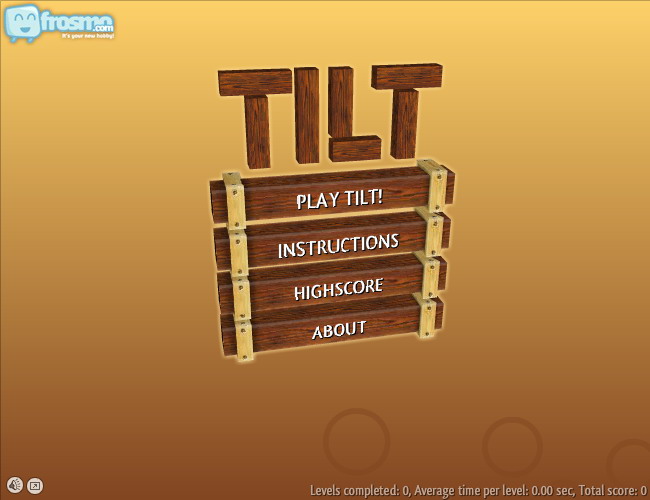 frosmo.com
It's your new hobby!
TILT
PLAY TILT!
INSTRUCTIONS
HIGHSCORE
ABOUT
Levels completed: 0, Average time per level: 0.00 sec, Total score: 0